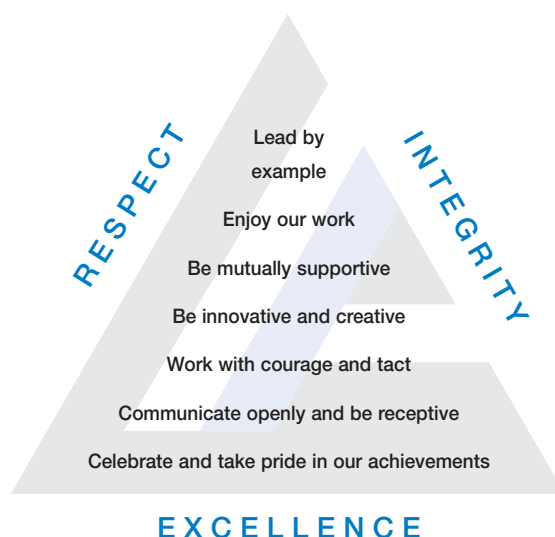 RESPECT
INTEGRITY
Lead by
example
Enjoy our work
Be mutually supportive
Be innovative and creative
Work with courage and tact
Communicate openly and be receptive
Celebrate and take pride in our achievements
EXCELLENCE